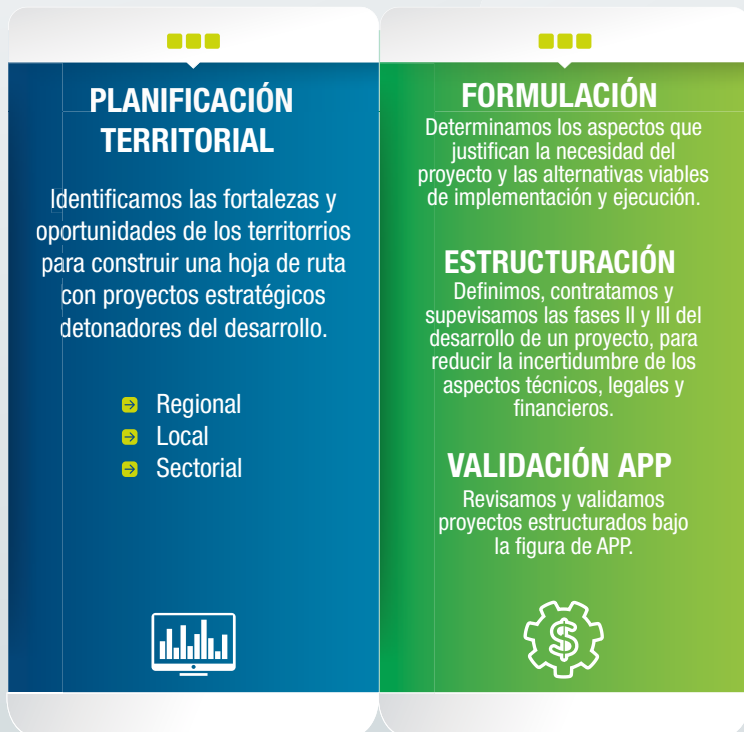 PLANIFICACIÓN
TERRITORIAL
Identificamos las fortalezas y
oportunidades de los territorrios
para construir una hoja de ruta
con proyectos estratégicos
detonadores del desarrollo.
Regional
Local
Sectorial
FORMULACIÓN
Determinamos los aspectos que
justifican la necesidad del
proyecto y las alternativas viables
de implementación y ejecución.
ESTRUCTURACIÓN
Definimos, contratamos y
supevisamos las fases II y III del
desarrollo de un proyecto, para
reducir la incertidumbre de los
aspectos técnicos, legales y
financieros.
VALIDACIÓN APP
Revisamos y validamos
proyectos estructurados bajo
la figura de APP.
$